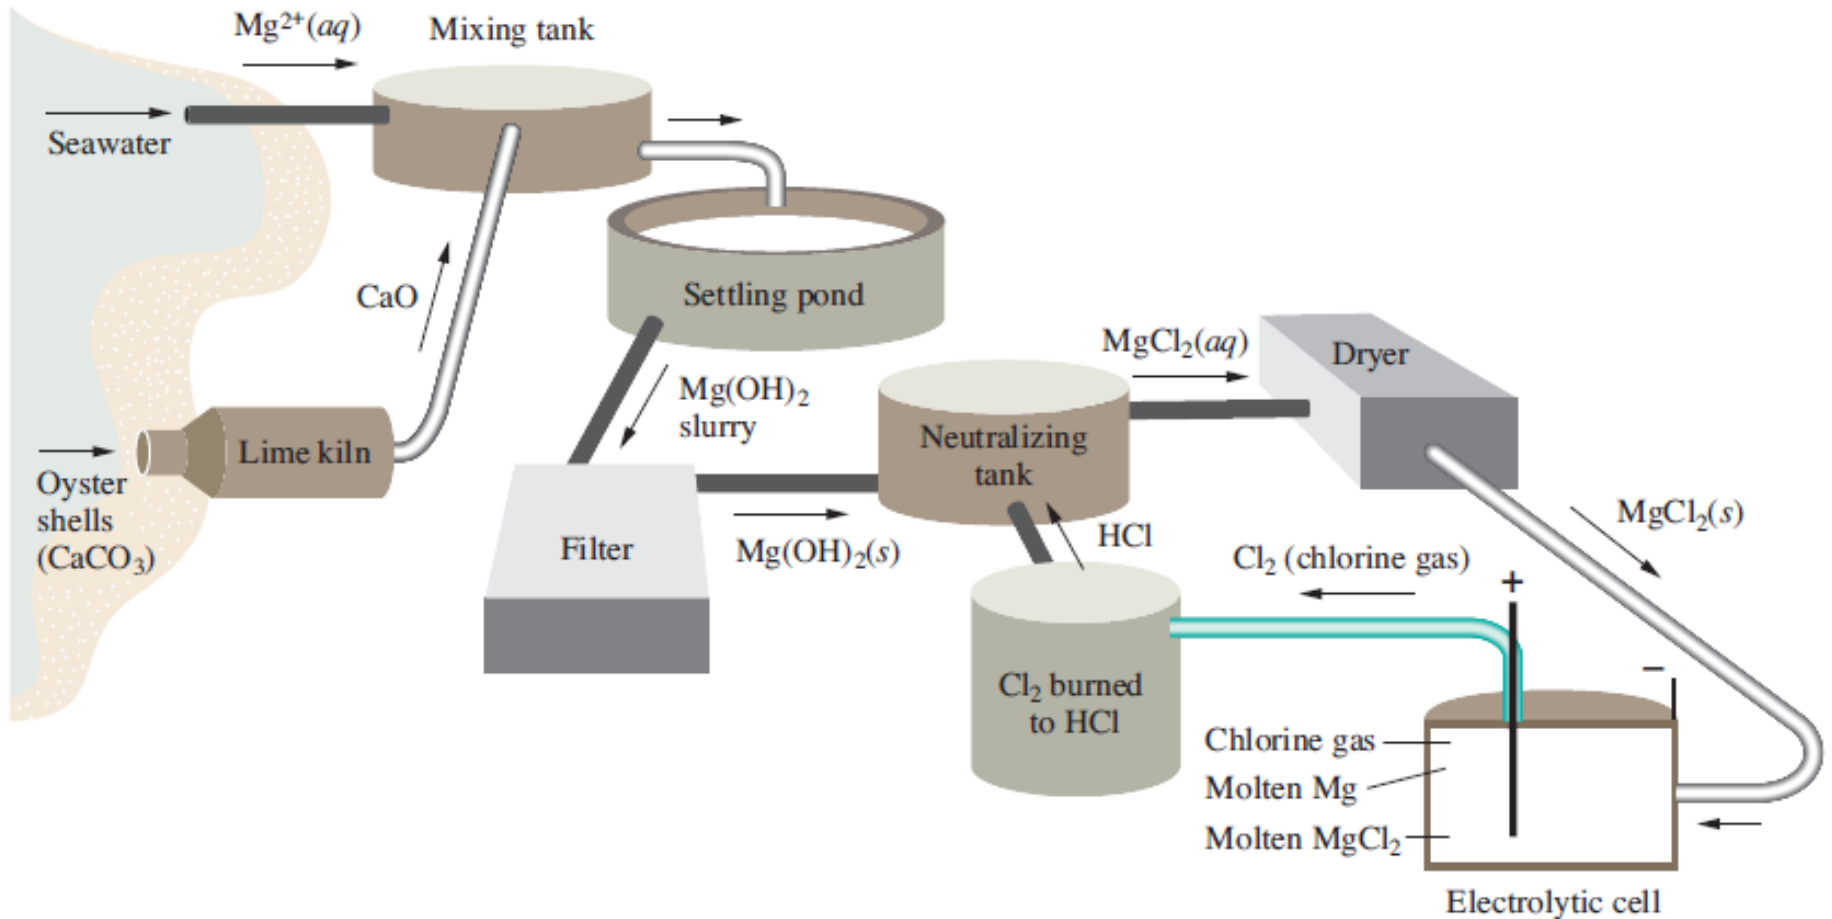 Mg²⁺(aq)
Mixing tank
Seawater
CaO
Settling pond
Lime kiln
Oyster
shells
(CaCO₃)
Mg(OH)₂
slurry
Filter
Mg(OH)₂(s)
Neutralizing
tank
MgCl₂(aq)
Dryer
HCl
MgCl₂(s)
Cl₂ (chlorine gas)
+
−
Cl₂ burned
to HCl
Chlorine gas
Molten Mg
Molten MgCl₂
Electrolytic cell